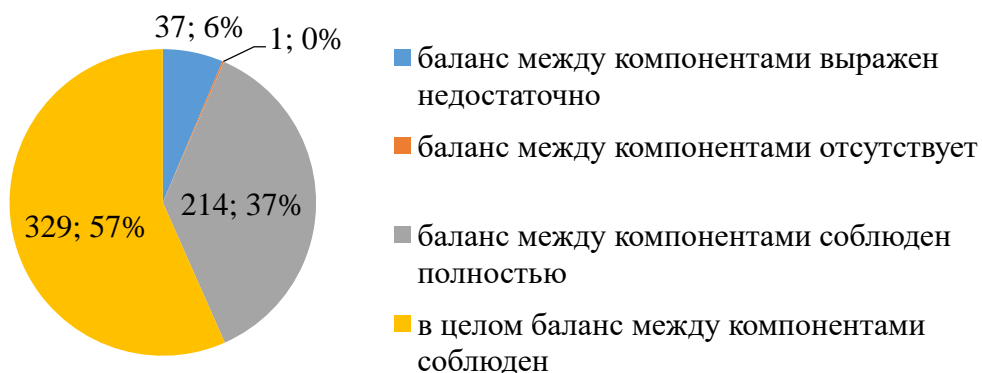 37; 6%
1; 0%
214; 37%
329; 57%
баланс между компонентами выражен
недостаточно
баланс между компонентами отсутствует
баланс между компонентами соблюден
полностью
в целом баланс между компонентами
соблюден